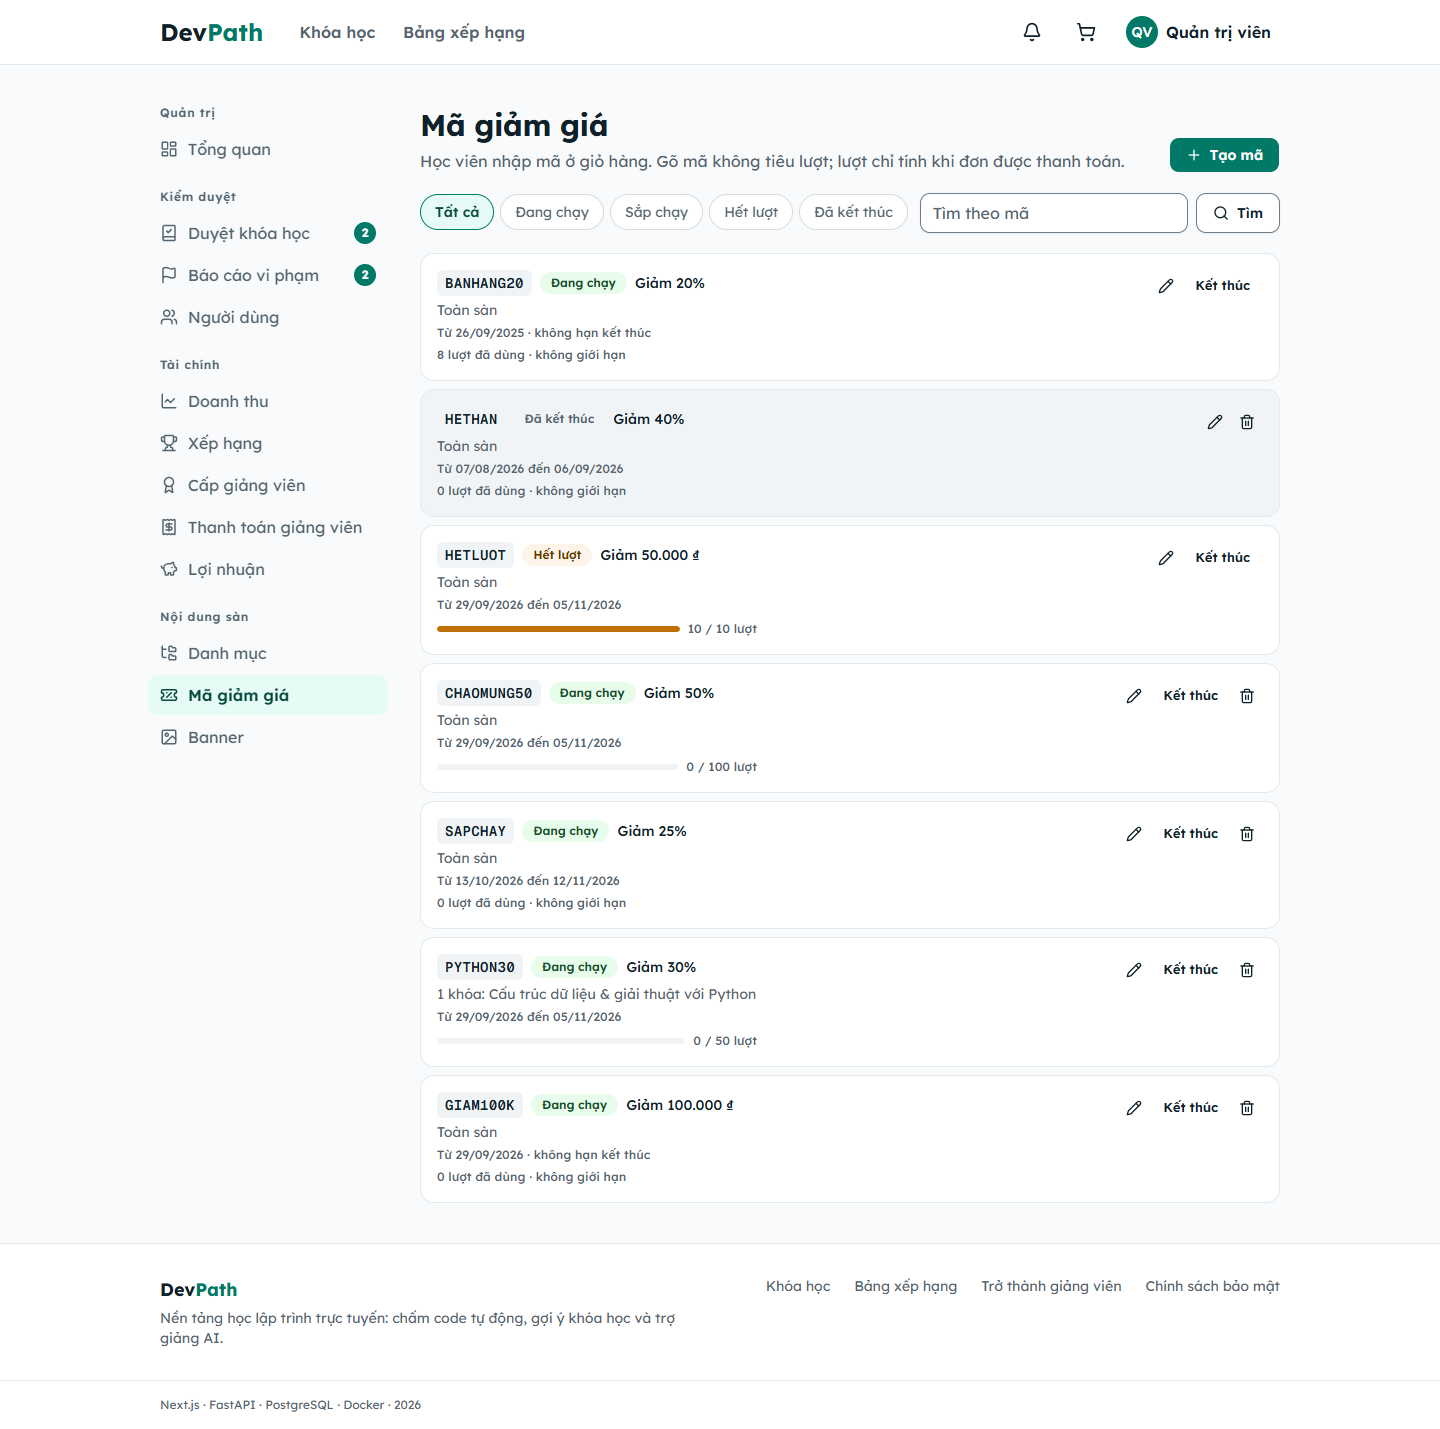 DevPath
Khóa học
Bảng xếp hạng
QV
Quản trị viên
Quản trị
Tổng quan
Kiểm duyệt
Duyệt khóa học 2
Báo cáo vi phạm 2
Người dùng
Tài chính
Doanh thu
Xếp hạng
Cấp giảng viên
Thanh toán giảng viên
Lợi nhuận
Nội dung sàn
Danh mục
Mã giảm giá
Banner
Mã giảm giá
Học viên nhập mã ở giỏ hàng. Gõ mã không tiêu lượt; lượt chỉ tính khi đơn được thanh toán.
Tạo mã
Tất cả
Đang chạy
Sắp chạy
Hết lượt
Đã kết thúc
Tìm theo mã
Tìm
BANHANG20 Đang chạy Giảm 20%
Kết thúc
Toàn sàn
Từ 26/09/2025 · không hạn kết thúc
8 lượt đã dùng · không giới hạn
HETHAN Đã kết thúc Giảm 40%
Toàn sàn
Từ 07/08/2026 đến 06/09/2026
0 lượt đã dùng · không giới hạn
HETLUOT Hết lượt Giảm 50.000 ₫
Kết thúc
Toàn sàn
Từ 29/09/2026 đến 05/11/2026
10 / 10 lượt
CHAOMUNG50 Đang chạy Giảm 50%
Kết thúc
Toàn sàn
Từ 29/09/2026 đến 05/11/2026
0 / 100 lượt
SAPCHAY Đang chạy Giảm 25%
Kết thúc
Toàn sàn
Từ 13/10/2026 đến 12/11/2026
0 lượt đã dùng · không giới hạn
PYTHON30 Đang chạy Giảm 30%
Kết thúc
1 khóa: Cấu trúc dữ liệu & giải thuật với Python
Từ 29/09/2026 đến 05/11/2026
0 / 50 lượt
GIAM100K Đang chạy Giảm 100.000 ₫
Kết thúc
Toàn sàn
Từ 29/09/2026 · không hạn kết thúc
0 lượt đã dùng · không giới hạn
DevPath
Nền tảng học lập trình trực tuyến: chấm code tự động, gợi ý khóa học và trợ
giảng AI.
Khóa học
Bảng xếp hạng
Trở thành giảng viên
Chính sách bảo mật
Next.js · FastAPI · PostgreSQL · Docker · 2026